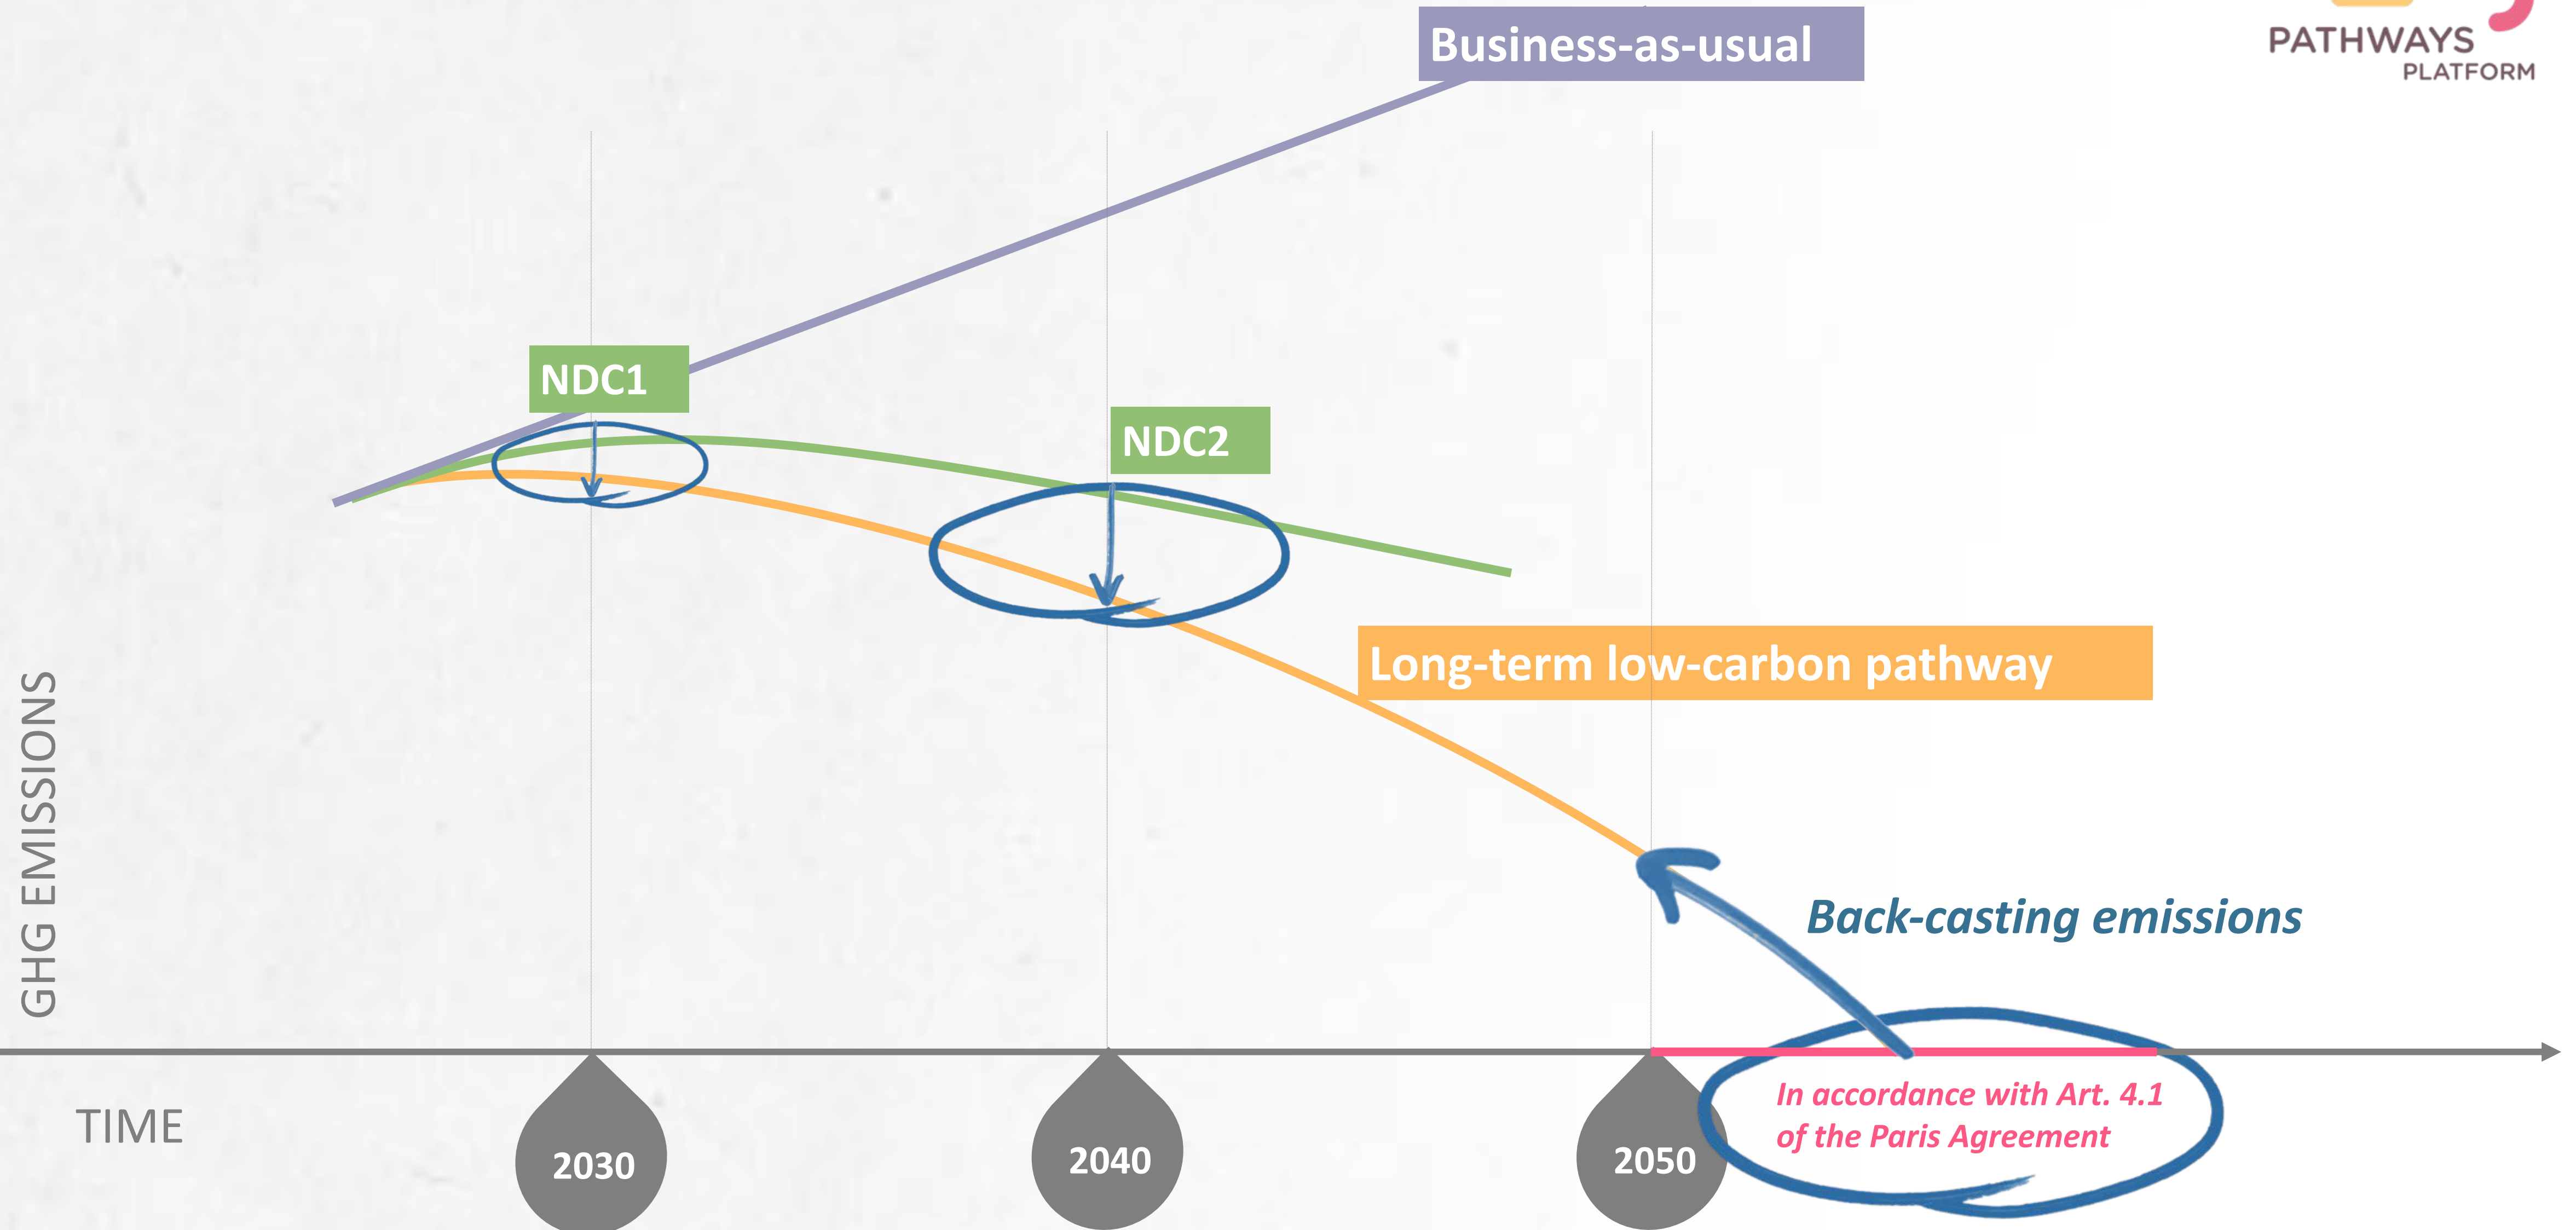 Business-as-usual
PATHWAYS
PLATFORM
NDC1
NDC2
Long-term low-carbon pathway
GHG EMISSIONS
Back-casting emissions
In accordance with Art. 4.1
of the Paris Agreement
TIME
2030
2040
2050